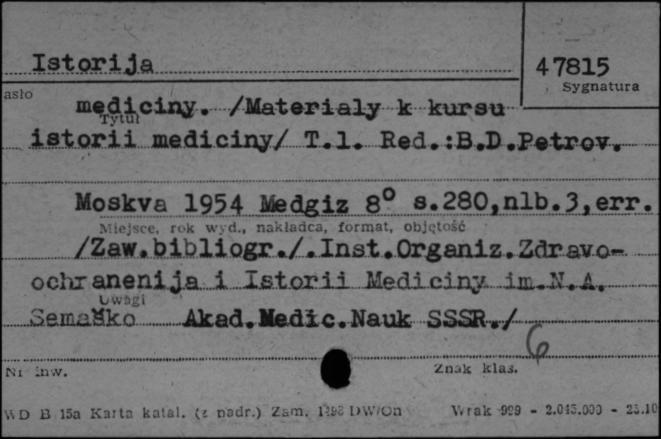 Istorija
47815
Sygnatura
asło
mediciny. /Materialy k kursu
Tytuł
istorii mediciny/ T.1. Red.:B.D.Petrov.
Moskva 1954 Medgiz 8° s.280,nlb.3,err.
Miejsce, rok wyd., nakładca, format, objętość
/Zaw.bibliogr./.Inst.Organiz.Zdravo-
ochranenija i Istorii Mediciny im.N.A.
Uwagi
Semaško Akad.Medic.Nauk SSSR./
6
Nr inw.
Znak klas.
WD B 15a Karta katal. (z nadr.) Zam. DW/On Wrak 999 - 2.045.000 - 25.10